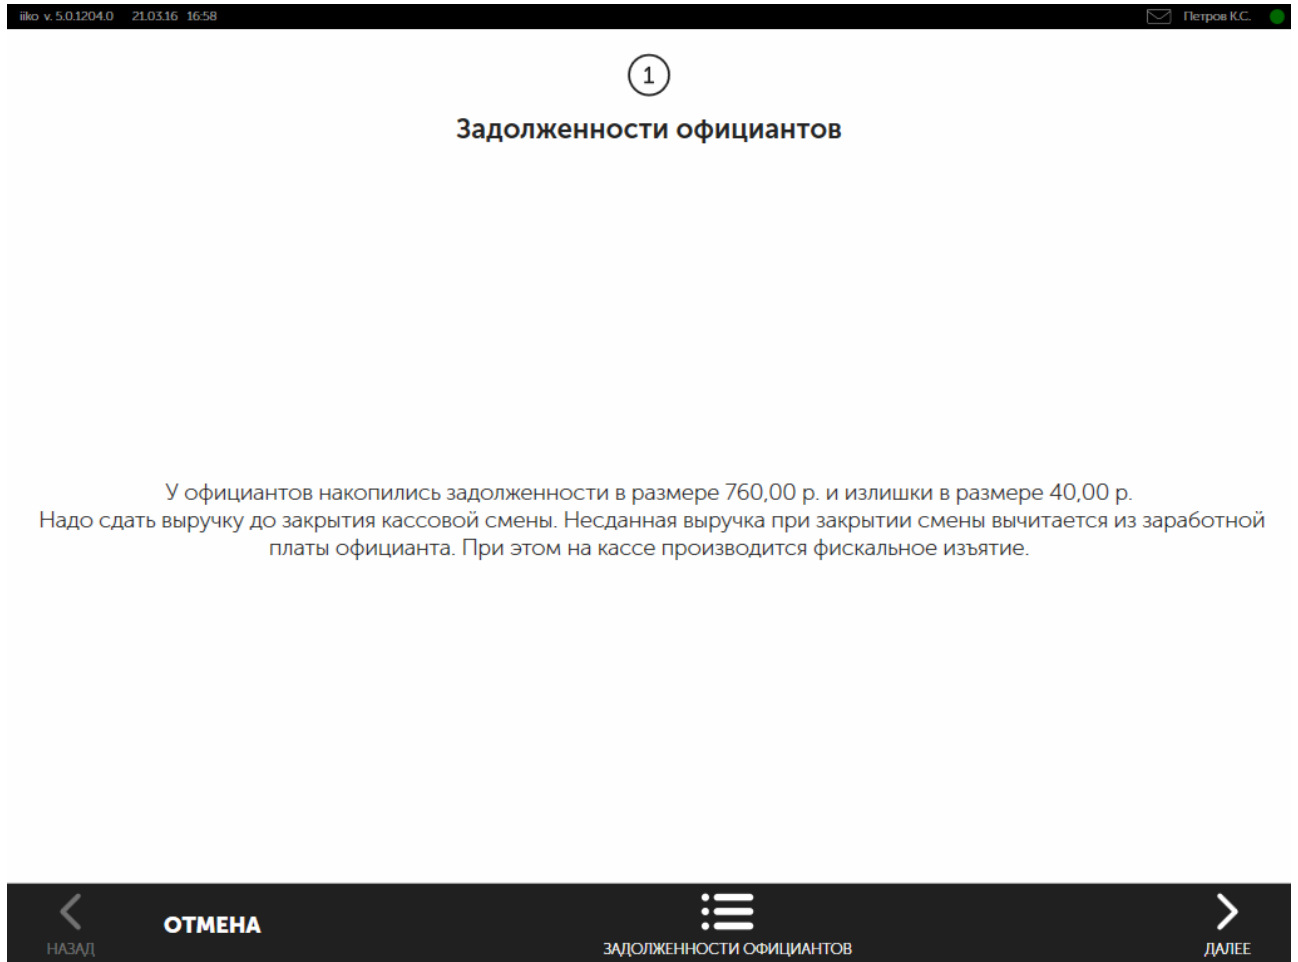 iiko v. 5.0.1204.0 21.03.16 16:58 Петров К.С.
1
Задолженности официантов
У официантов накопились задолженности в размере 760,00 р. и излишки в размере 40,00 р.
Надо сдать выручку до закрытия кассовой смены. Несданная выручка при закрытии смены вычитается из заработной
платы официанта. При этом на кассе производится фискальное изъятие.
НАЗАД
ОТМЕНА
ЗАДОЛЖЕННОСТИ ОФИЦИАНТОВ
ДАЛЕЕ